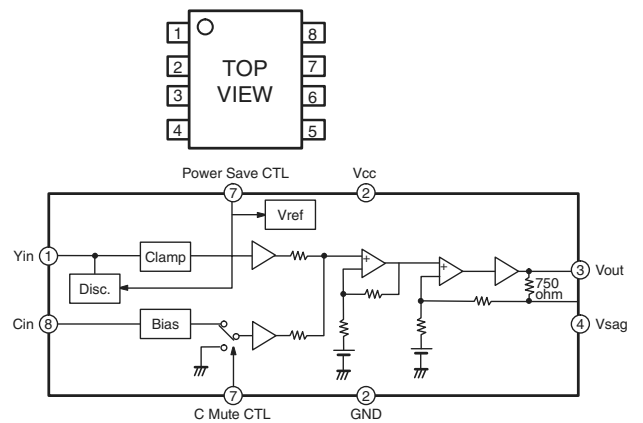 1
8
2
7
3
6
4
5
TOP
VIEW
Power Save CTL
Vcc
7
2
Vref
Yin
1
Clamp
Disc.
3
Vout
750
ohm
Cin
8
Bias
4
Vsag
7
2
C Mute CTL
GND
+
+